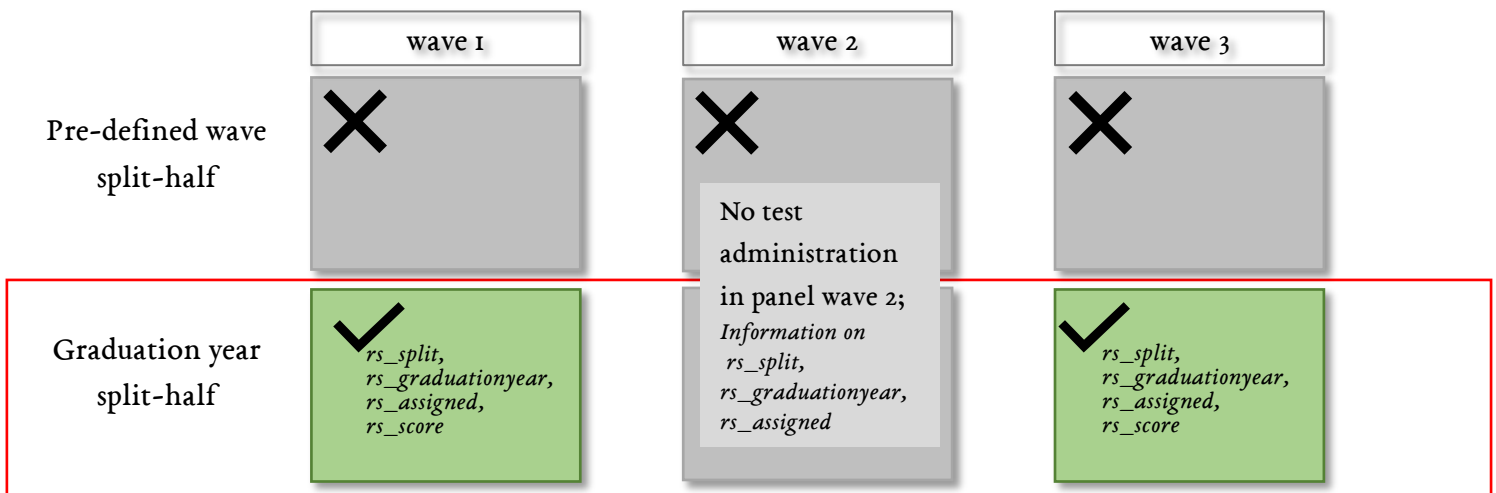 wave 1
wave 2
wave 3
Pre-defined wave
split-half
No test
administration
in panel wave 2;
Information on
rs_split,
rs_graduationyear,
rs_assigned
Graduation year
split-half
rs_split,
rs_graduationyear,
rs_assigned,
rs_score
rs_split,
rs_graduationyear,
rs_assigned,
rs_score